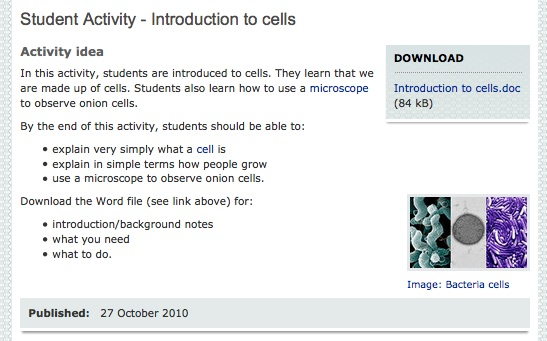 Student Activity - Introduction to cells
Activity idea
In this activity, students are introduced to cells. They learn that we
are made up of cells. Students also learn how to use a microscope
to observe onion cells.
By the end of this activity, students should be able to:
• explain very simply what a cell is
• explain in simple terms how people grow
• use a microscope to observe onion cells.
Download the Word file (see link above) for:
• introduction/background notes
• what you need
• what to do.
DOWNLOAD
Introduction to cells.doc
(84 kB)
Image: Bacteria cells
Published: 27 October 2010